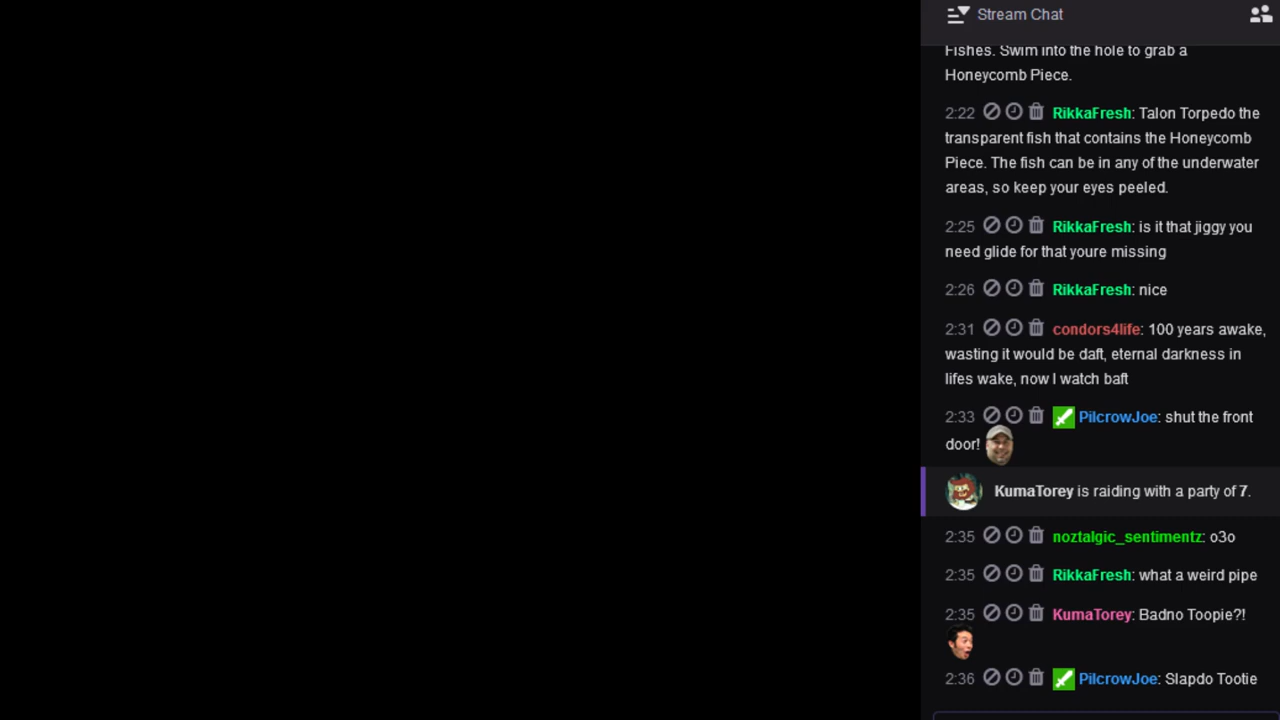 Stream Chat
Fishes. Swim into the hole to grab a
Honeycomb Piece.
2:22 RikkaFresh: Talon Torpedo the
transparent fish that contains the Honeycomb
Piece. The fish can be in any of the underwater
areas, so keep your eyes peeled.
2:25 RikkaFresh: is it that jiggy you
need glide for that youre missing
2:26 RikkaFresh: nice
2:31 condors4life: 100 years awake,
wasting it would be daft, eternal darkness in
lifes wake, now I watch baft
2:33 PilcrowJoe: shut the front
door!
KumaTorey is raiding with a party of 7.
2:35 noztalgic_sentimentz: o3o
2:35 RikkaFresh: what a weird pipe
2:35 KumaTorey: Badno Toopie?!
2:36 PilcrowJoe: Slapdo Tootie